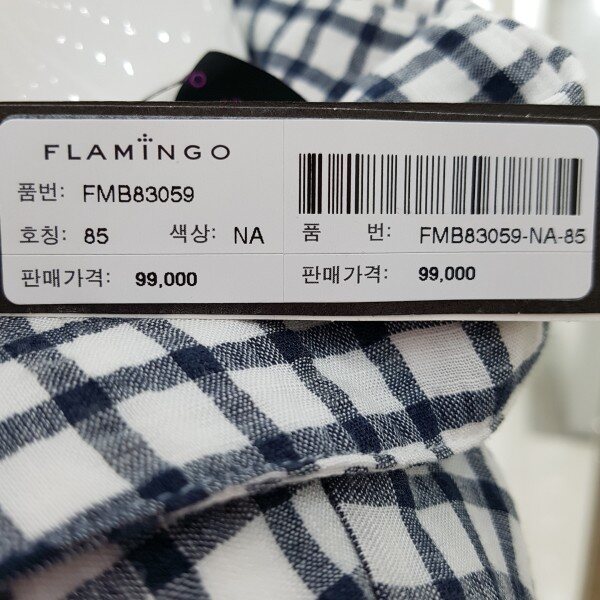 FLAMINGO
품번: FMB83059
호칭: 85 색상: NA
판매가격: 99,000
품 번: FMB83059-NA-85
판매가격: 99,000